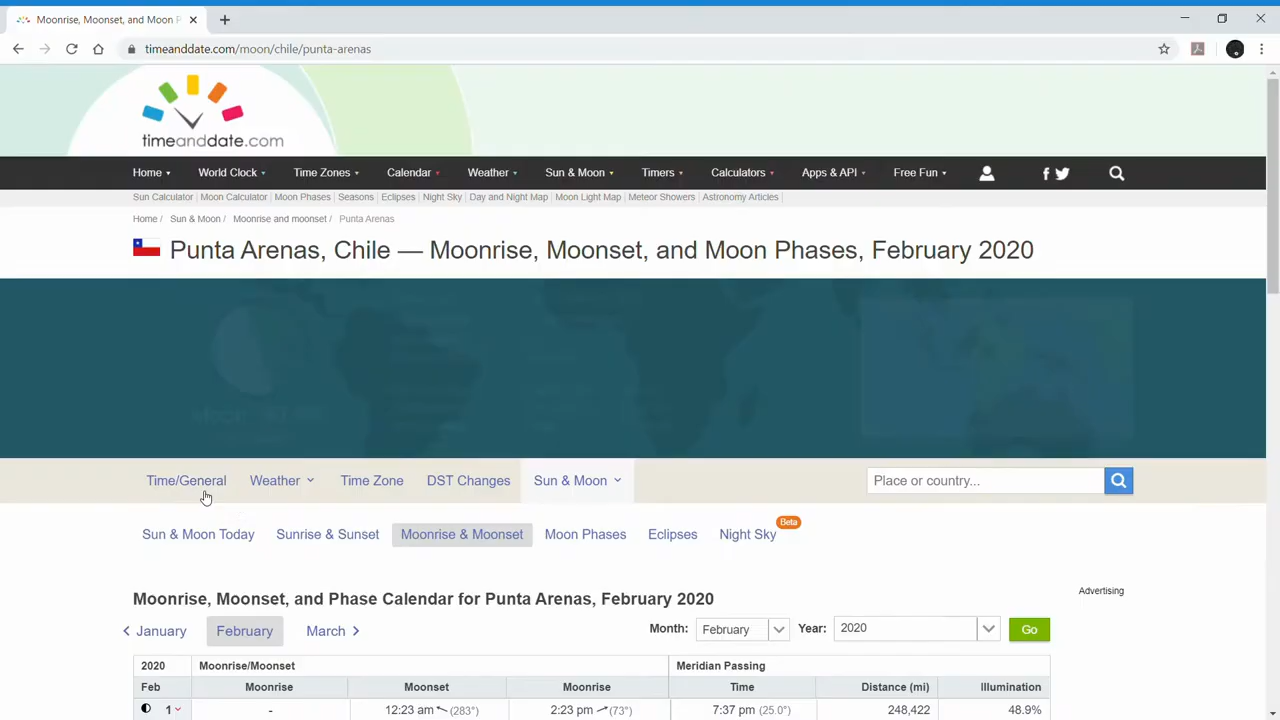 Moonrise, Moonset, and Moon P
timeanddate.com/moon/chile/punta-arenas
timeanddate.com
Home World Clock Time Zones Calendar Weather Sun & Moon Timers Calculators Apps & API Free Fun
Sun Calculator Moon Calculator Moon Phases Seasons Eclipses Night Sky Day and Night Map Moon Light Map Meteor Showers Astronomy Articles
Home / Sun & Moon / Moonrise and moonset / Punta Arenas
Punta Arenas, Chile — Moonrise, Moonset, and Moon Phases, February 2020
Time/General Weather Time Zone DST Changes Sun & Moon Place or country...
Beta
Sun & Moon Today Sunrise & Sunset Moonrise & Moonset Moon Phases Eclipses Night Sky
Advertising
Moonrise, Moonset, and Phase Calendar for Punta Arenas, February 2020
January February March Month: February Year: 2020 Go
2020 Moonrise/Moonset Meridian Passing
Feb Moonrise Moonset Moonrise Time Distance (mi) Illumination
1 - 12:23 am (283°) 2:23 pm (73°) 7:37 pm (25.0°) 248,422 48.9%